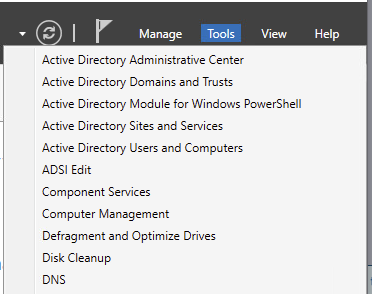 Manage Tools View Help
Active Directory Administrative Center
Active Directory Domains and Trusts
Active Directory Module for Windows PowerShell
Active Directory Sites and Services
Active Directory Users and Computers
ADSI Edit
Component Services
Computer Management
Defragment and Optimize Drives
Disk Cleanup
DNS